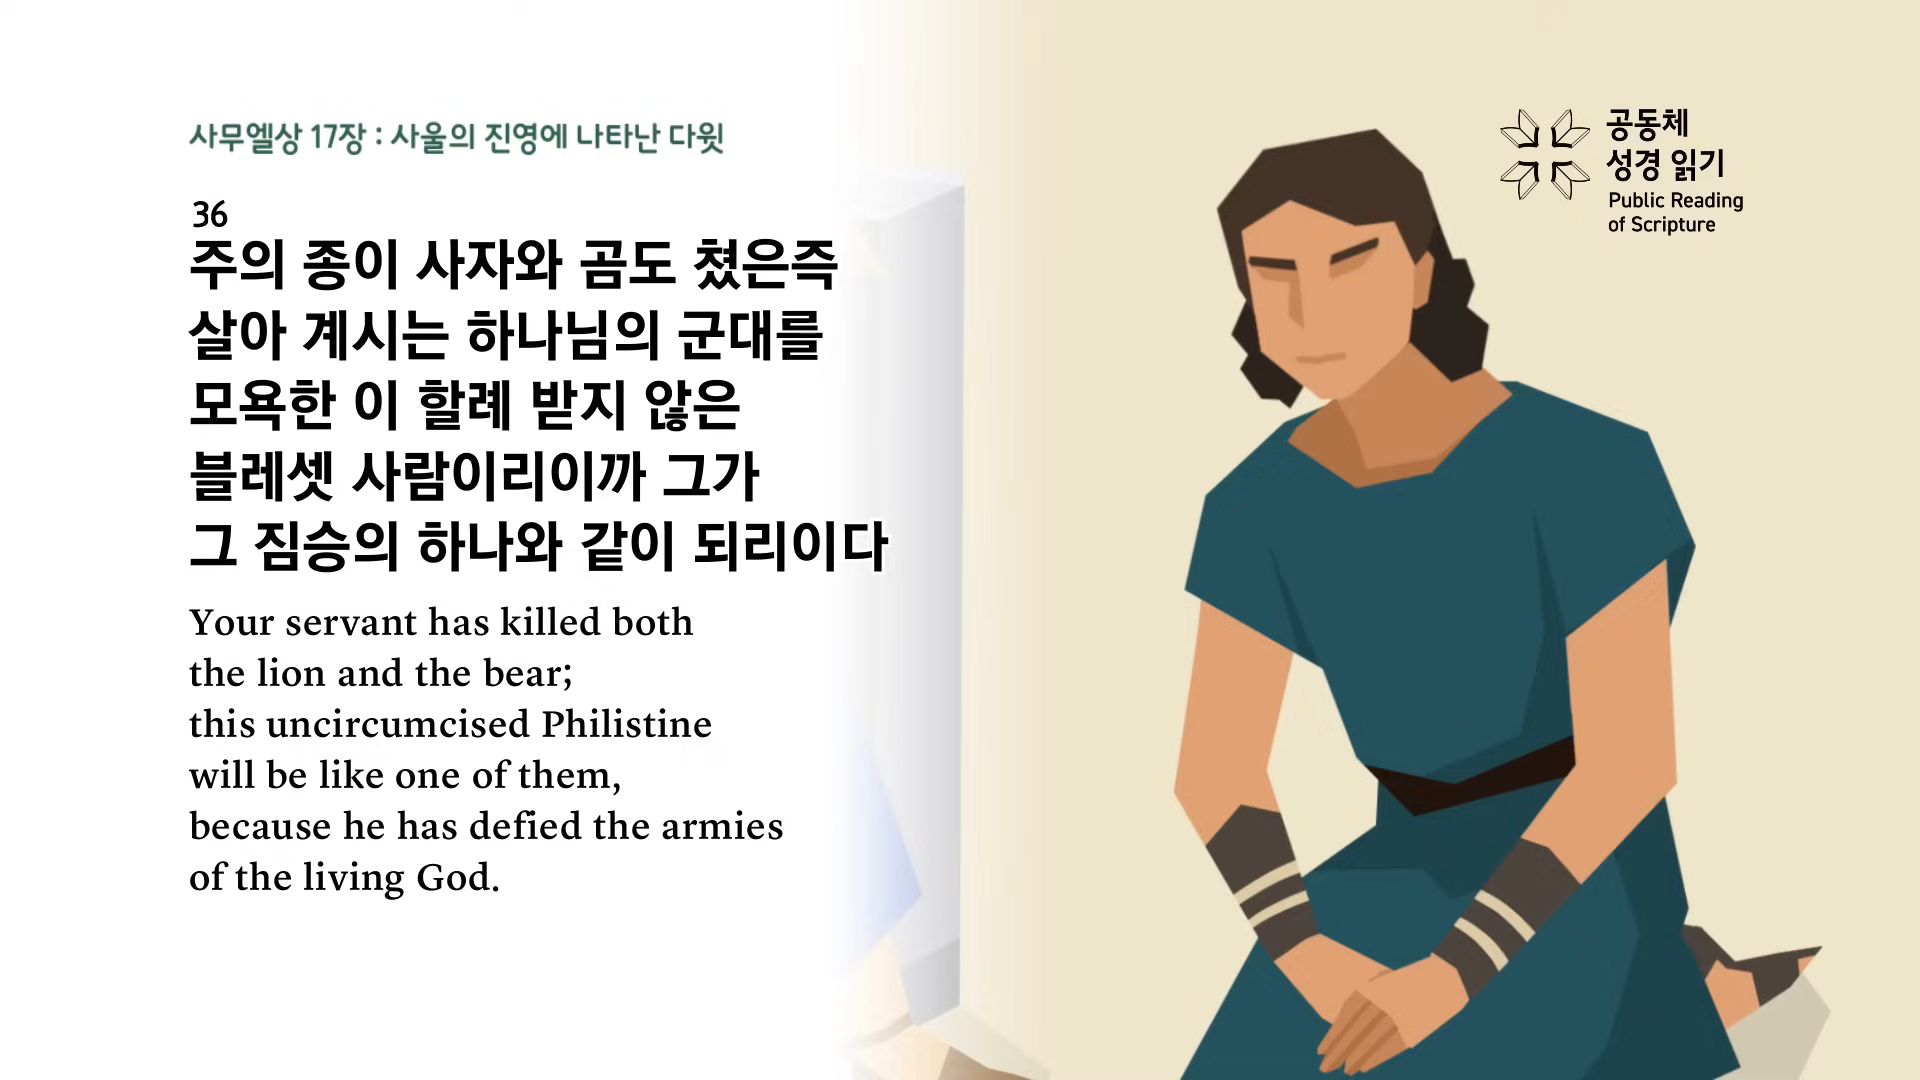 사무엘상 17장 : 사울의 진영에 나타난 다윗
공동체
성경 읽기
Public Reading
of Scripture
36
주의 종이 사자와 곰도 쳤은즉
살아 계시는 하나님의 군대를
모욕한 이 할례 받지 않은
블레셋 사람이리이까 그가
그 짐승의 하나와 같이 되리이다
Your servant has killed both
the lion and the bear;
this uncircumcised Philistine
will be like one of them,
because he has defied the armies
of the living God.